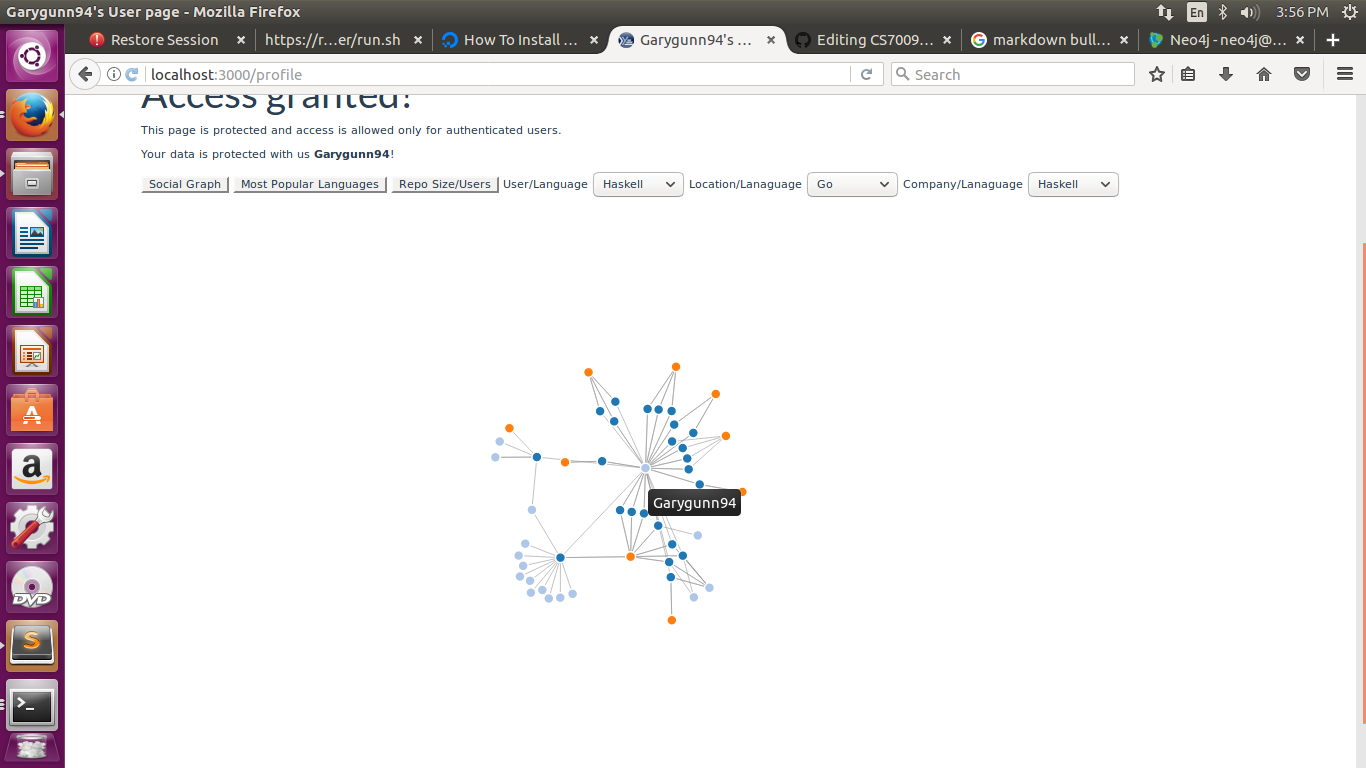 Garygunn94's User page - Mozilla Firefox
En
3:56 PM
Restore Session
https://r...er/run.sh
How To Install ...
Garygunn94's ...
Editing CS7009...
markdown bull...
Neo4j - neo4j@...
localhost:3000/profile
Search
Access granted!
This page is protected and access is allowed only for authenticated users.
Your data is protected with us Garygunn94!
Social Graph
Most Popular Languages
Repo Size/Users
User/Language
Haskell
Location/Lanaguage
Go
Company/Lanaguage
Haskell
Garygunn94
DVD